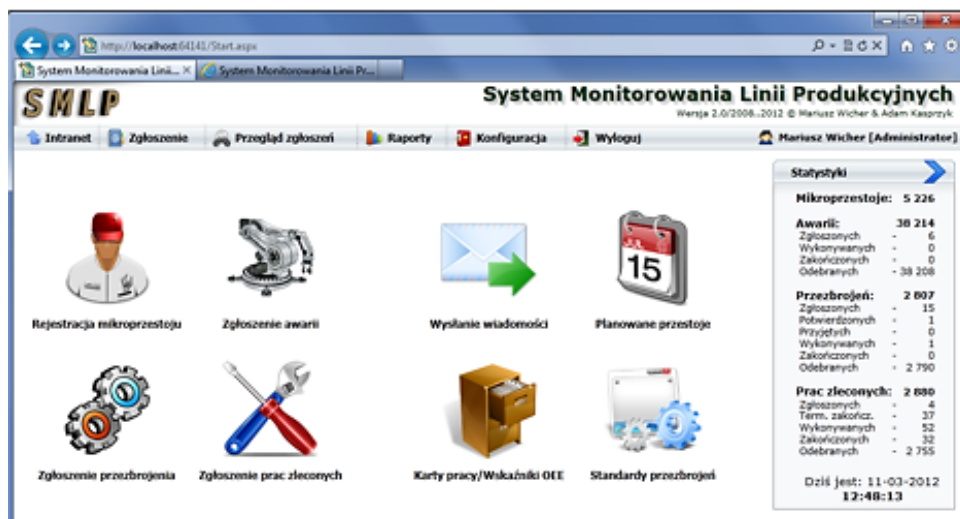 http://localhost:64141/Start.aspx
System Monitorowania Linii... × System Monitorowania Linii Pr...
SMLP
System Monitorowania Linii Produkcyjnych
Wersja 2.0/2008..2012 © Mariusz Wicher & Adam Kasprzyk
Intranet Zgłoszenie Przegląd zgłoszeń Raporty Konfiguracja Wyloguj Mariusz Wicher [Administrator]
Statystyki
Mikroprzestoje: 5 226
Awarii: 38 214
Zgłoszonych - 6
Wykonywanych - 0
Zakończonych - 0
Odebranych - 38 208
Przezbrojeń: 2 807
Zgłoszonych - 15
Potwierdzonych - 1
Przyjętych - 0
Wykonywanych - 1
Zakończonych - 0
Odebranych - 2 790
Prac zleconych: 2 880
Zgłoszonych - 4
Term. zakończ. - 37
Wykonywanych - 52
Zakończonych - 32
Odebranych - 2 755
Dziś jest: 11-03-2012
12:48:13
JUL
15
Rejestracja mikroprzestoju Zgłoszenie awarii Wysłanie wiadomości Planowane przestoje
Zgłoszenie przezbrojenia Zgłoszenie prac zleconych Karty pracy/Wskaźniki OEE Standardy przezbrojeń